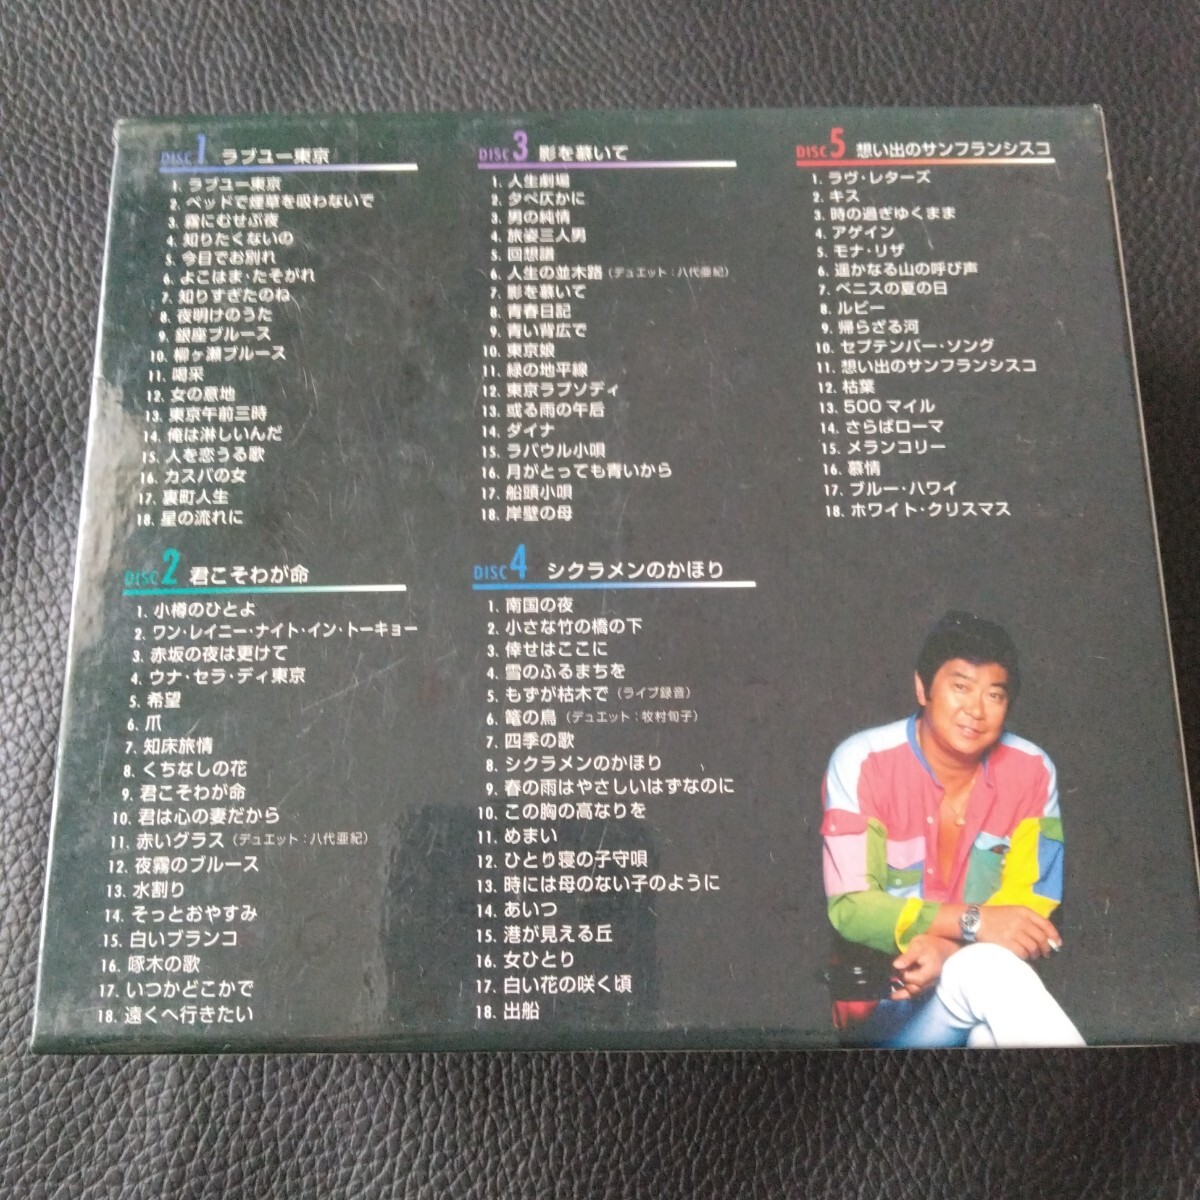 DISC1 ラブユー東京
1. ラブユー東京
2. ベッドで煙草を吸わないで
3. 霧にむせぶ夜
4. 知りたくないの
5. 今日でお別れ
6. よこはま・たそがれ
7. 知りすぎたのね
8. 夜明けのうた
9. 銀座ブルース
10. 柳ヶ瀬ブルース
11. 喝采
12. 女の意地
13. 東京午前三時
14. 俺は淋しいんだ
15. 人を恋うる歌
16. カスバの女
17. 裏町人生
18. 星の流れに
DISC2 君こそわが命
1. 小樽のひとよ
2. ワン・レイニー・ナイト・イン・トーキョー
3. 赤坂の夜は更けて
4. ウナ・セラ・ディ東京
5. 希望
6. 爪
7. 知床旅情
8. くちなしの花
9. 君こそわが命
10. 君は心の妻だから
11. 赤いグラス（デュエット：八代亜紀）
12. 夜霧のブルース
13. 水割り
14. そっとおやすみ
15. 白いブランコ
16. 啄木の歌
17. いつかどこかで
18. 遠くへ行きたい
DISC3 影を慕いて
1. 人生劇場
2. 夕べ仄かに
3. 男の純情
4. 旅姿三人男
5. 回想譜
6. 人生の並木路（デュエット：八代亜紀）
7. 影を慕いて
8. 青春日記
9. 青い背広で
10. 東京娘
11. 緑の地平線
12. 東京ラプソディ
13. 或る雨の午后
14. ダイナ
15. ラバウル小唄
16. 月がとっても青いから
17. 船頭小唄
18. 岸壁の母
DISC4 シクラメンのかほり
1. 南国の夜
2. 小さな竹の橋の下
3. 倖せはここに
4. 雪のふるまちを
5. もずが枯木で（ライブ録音）
6. 篭の鳥（デュエット：牧村旬子）
7. 四季の歌
8. シクラメンのかほり
9. 春の雨はやさしいはずなのに
10. この胸の高なりを
11. めまい
12. ひとり寝の子守唄
13. 時には母のない子のように
14. あいつ
15. 港が見える丘
16. 女ひとり
17. 白い花の咲く頃
18. 出船
DISC5 想い出のサンフランシスコ
1. ラヴ・レターズ
2. キス
3. 時の過ぎゆくまま
4. アゲイン
5. モナ・リザ
6. 遥かなる山の呼び声
7. ベニスの夏の日
8. ルビー
9. 帰らざる河
10. セプテンバー・ソング
11. 想い出のサンフランシスコ
12. 枯葉
13. 500マイル
14. さらばローマ
15. メランコリー
16. 慕情
17. ブルー・ハワイ
18. ホワイト・クリスマス